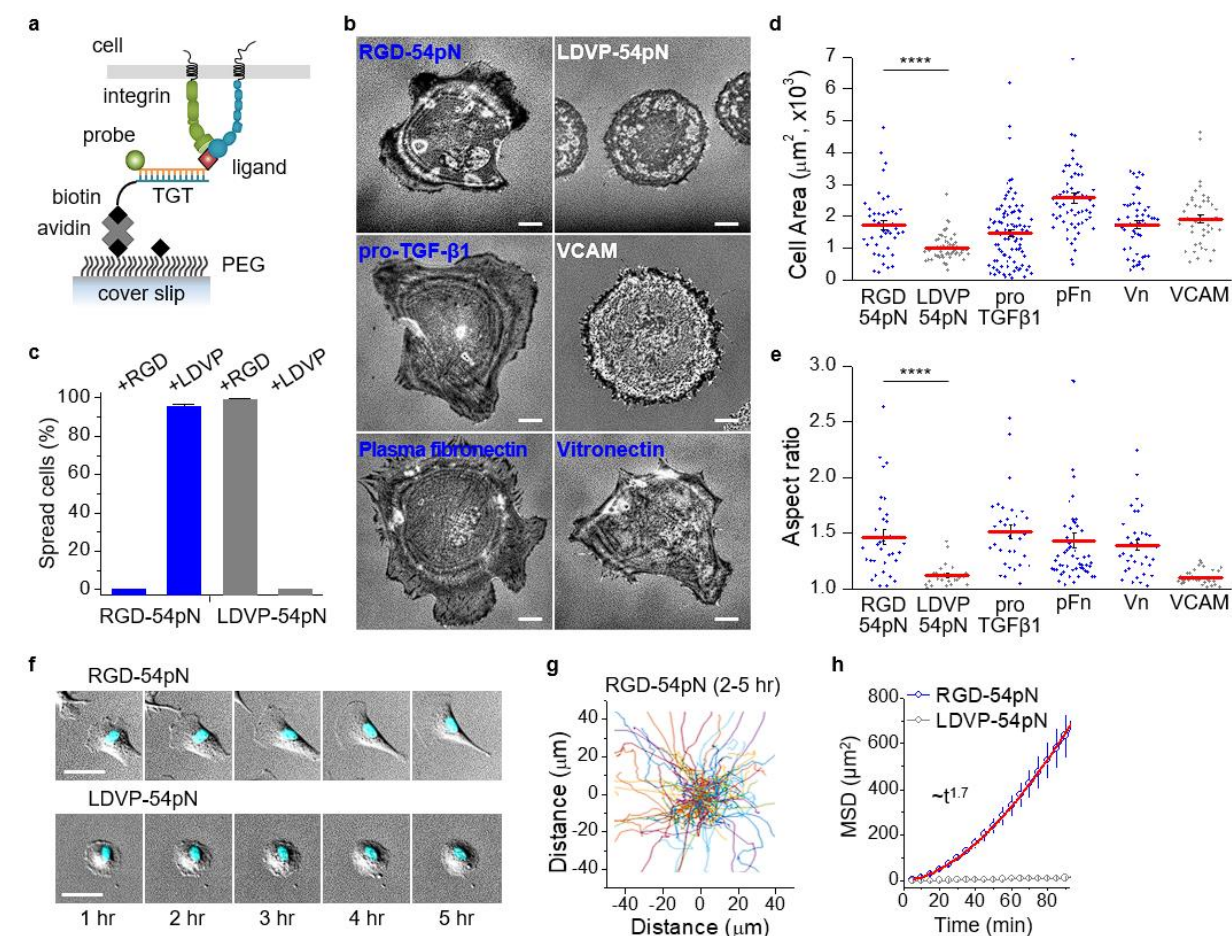 a
cell
integrin
probe
ligand
TGT
biotin
avidin
PEG
cover slip
b
RGD-54pN
LDVP-54pN
pro-TGF-β1
VCAM
Plasma fibronectin
Vitronectin
c
+RGD
+LDVP
+RGD
+LDVP
Spread cells (%)
100
80
60
40
20
0
RGD-54pN
LDVP-54pN
d
****
Cell Area (μm², x10³)
7
6
5
4
3
2
1
0
RGD 54pN
LDVP 54pN
pro TGFβ1
pFn
Vn
VCAM
e
****
Aspect ratio
3.0
2.5
2.0
1.5
1.0
RGD 54pN
LDVP 54pN
pro TGFβ1
pFn
Vn
VCAM
f
RGD-54pN
LDVP-54pN
1 hr
2 hr
3 hr
4 hr
5 hr
g
RGD-54pN (2-5 hr)
Distance (μm)
40
20
0
-20
-40
-40
-20
0
20
40
Distance (μm)
h
RGD-54pN
LDVP-54pN
~t¹·⁷
MSD (μm²)
800
600
400
200
0
0
20
40
60
80
Time (min)